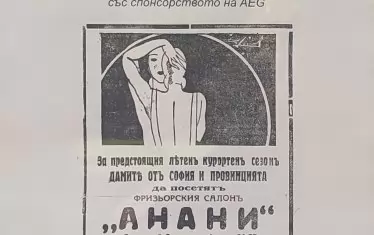 със спонсорството на AEG
За предстоящия лѣтенъ курортенъ сезонъ
ДАМИТѢ ОТЪ СОФИЯ И ПРОВИНЦИЯТА
да посетятъ
ФРИЗЬОРСКИЯ САЛОНЪ
„АНАНИ“